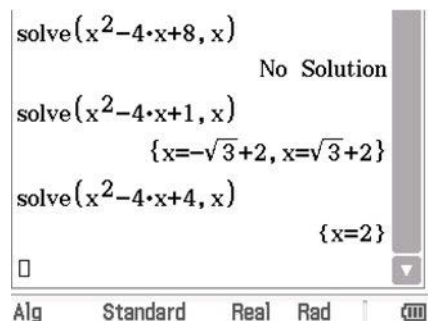 solve(x²−4·x+8, x)
No Solution
solve(x²−4·x+1, x)
{x=−√3+2, x=√3+2}
solve(x²−4·x+4, x)
{x=2}
Alg Standard Real Rad